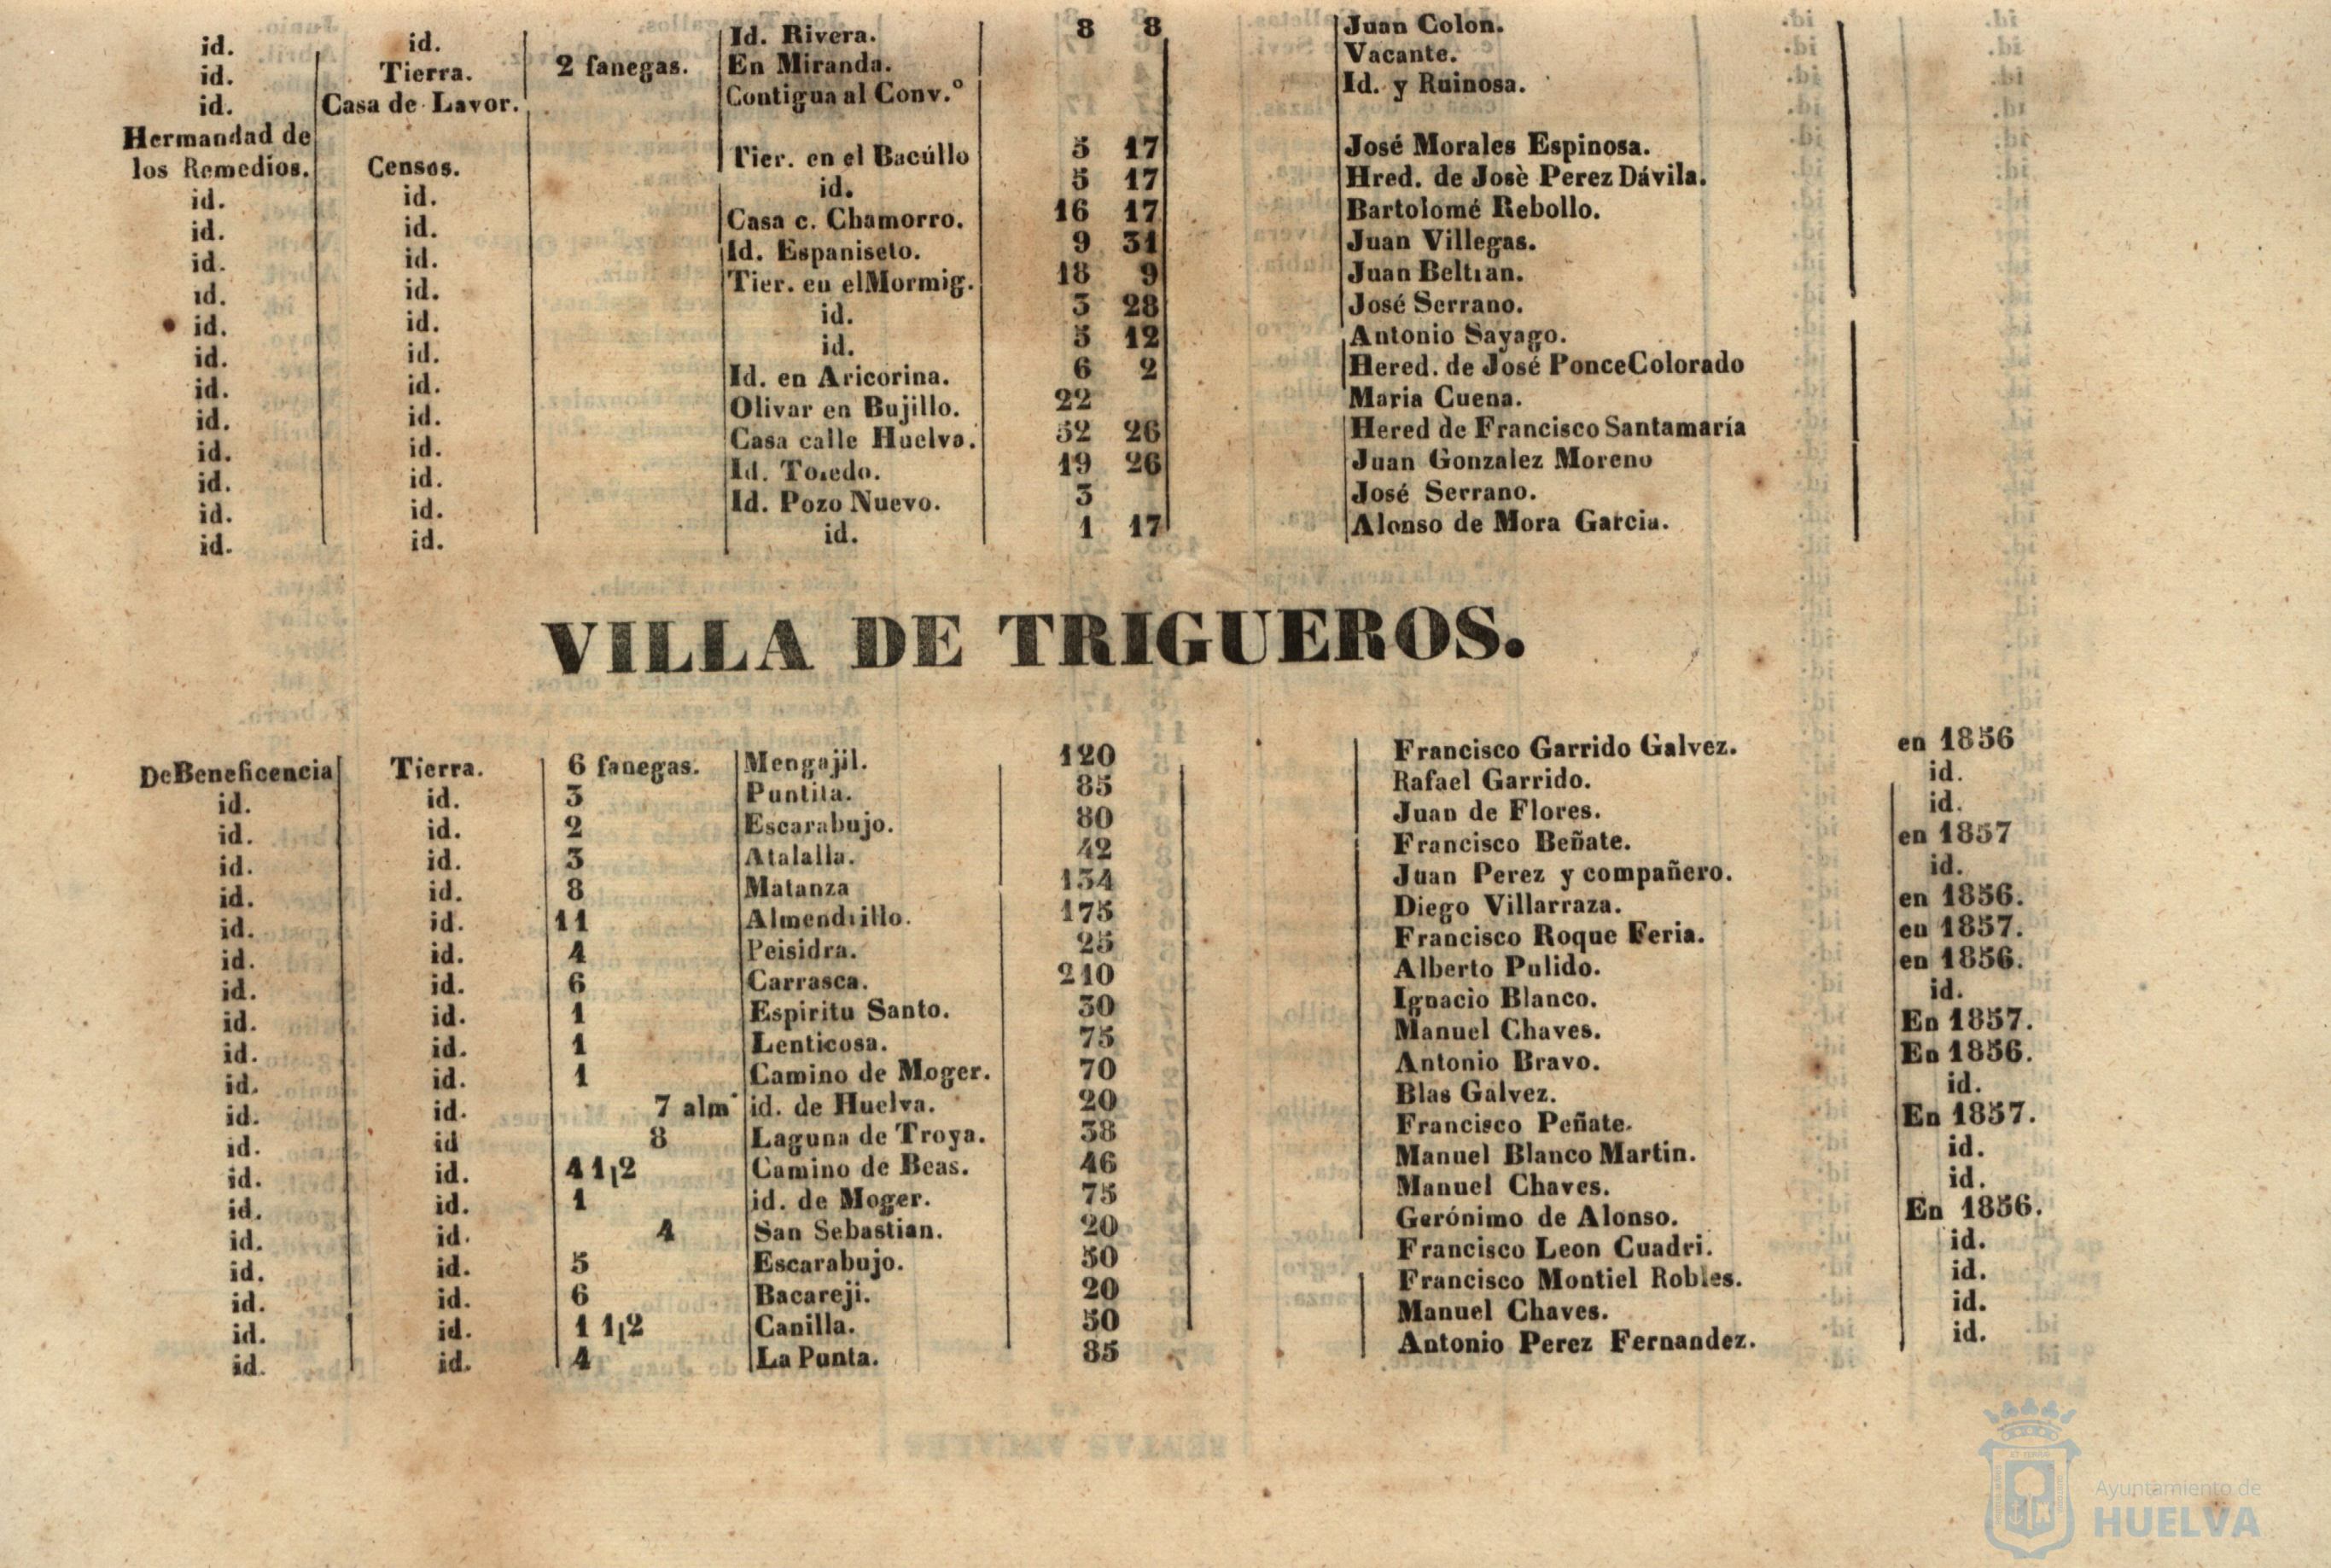 id. id. Id. Rivera. 8 8 Juan Colon.
id. Tierra. 2 fanegas. En Miranda. Vacante.
id. Casa de Lavor. Contigua al Conv.º Id. y Ruinosa.
Hermandad de
los Remedios. Censos. Tier. en el Bacúllo 5 17 José Morales Espinosa.
id. id. id. 5 17 Hred. de Josè Perez Dávila.
id. id. Casa c. Chamorro. 16 17 Bartolomé Rebollo.
id. id. Id. Espaniseto. 9 31 Juan Villegas.
id. id. Tier. en el Mormig. 18 9 Juan Beltran.
id. id. id. 3 28 José Serrano.
id. id. id. 5 12 Antonio Sayago.
id. id. Id. en Aricorina. 6 2 Hered. de José Ponce Colorado
id. id. Olivar en Bujillo. 22 Maria Cuena.
id. id. Casa calle Huelva. 52 26 Hered de Francisco Santamaría
id. id. Id. Toledo. 19 26 Juan Gonzalez Moreno
id. id. Id. Pozo Nuevo. 3 José Serrano.
id. id. id. 1 17 Alonso de Mora Garcia.
VILLA DE TRIGUEROS.
De Beneficencia Tierra. 6 fanegas. Mengajil. 120 Francisco Garrido Galvez. en 1856
id. id. 3 Puntita. 85 Rafael Garrido. id.
id. id. 2 Escarabujo. 80 Juan de Flores. id.
id. id. 3 Atalalla. 42 Francisco Beñate. en 1857
id. id. 8 Matanza 134 Juan Perez y compañero. id.
id. id. 11 Almendrillo. 175 Diego Villarraza. en 1856.
id. id. 4 Peisidra. 25 Francisco Roque Feria. en 1857.
id. id. 6 Carrasca. 210 Alberto Pulido. en 1856.
id. id. 1 Espiritu Santo. 30 Ignacio Blanco. id.
id. id. 1 Lenticosa. 75 Manuel Chaves. En 1857.
id. id. 1 Camino de Moger. 70 Antonio Bravo. En 1856.
id. id. 7 alm. id. de Huelva. 20 Blas Galvez. id.
id. id 8 Laguna de Troya. 38 Francisco Peñate. En 1857.
id. id. 4 1|2 Camino de Beas. 46 Manuel Blanco Martin. id.
id. id. 1 id. de Moger. 75 Manuel Chaves. id.
id. id. 4 San Sebastian. 20 Gerónimo de Alonso. En 1856.
id. id. 5 Escarabujo. 50 Francisco Leon Cuadri. id.
id. id. 6 Bacareji. 20 Francisco Montiel Robles. id.
id. id. 1 1|2 Canilla. 50 Manuel Chaves. id.
id. id. 4 La Punta. 85 Antonio Perez Fernandez. id.
Ayuntamiento de
HUELVA